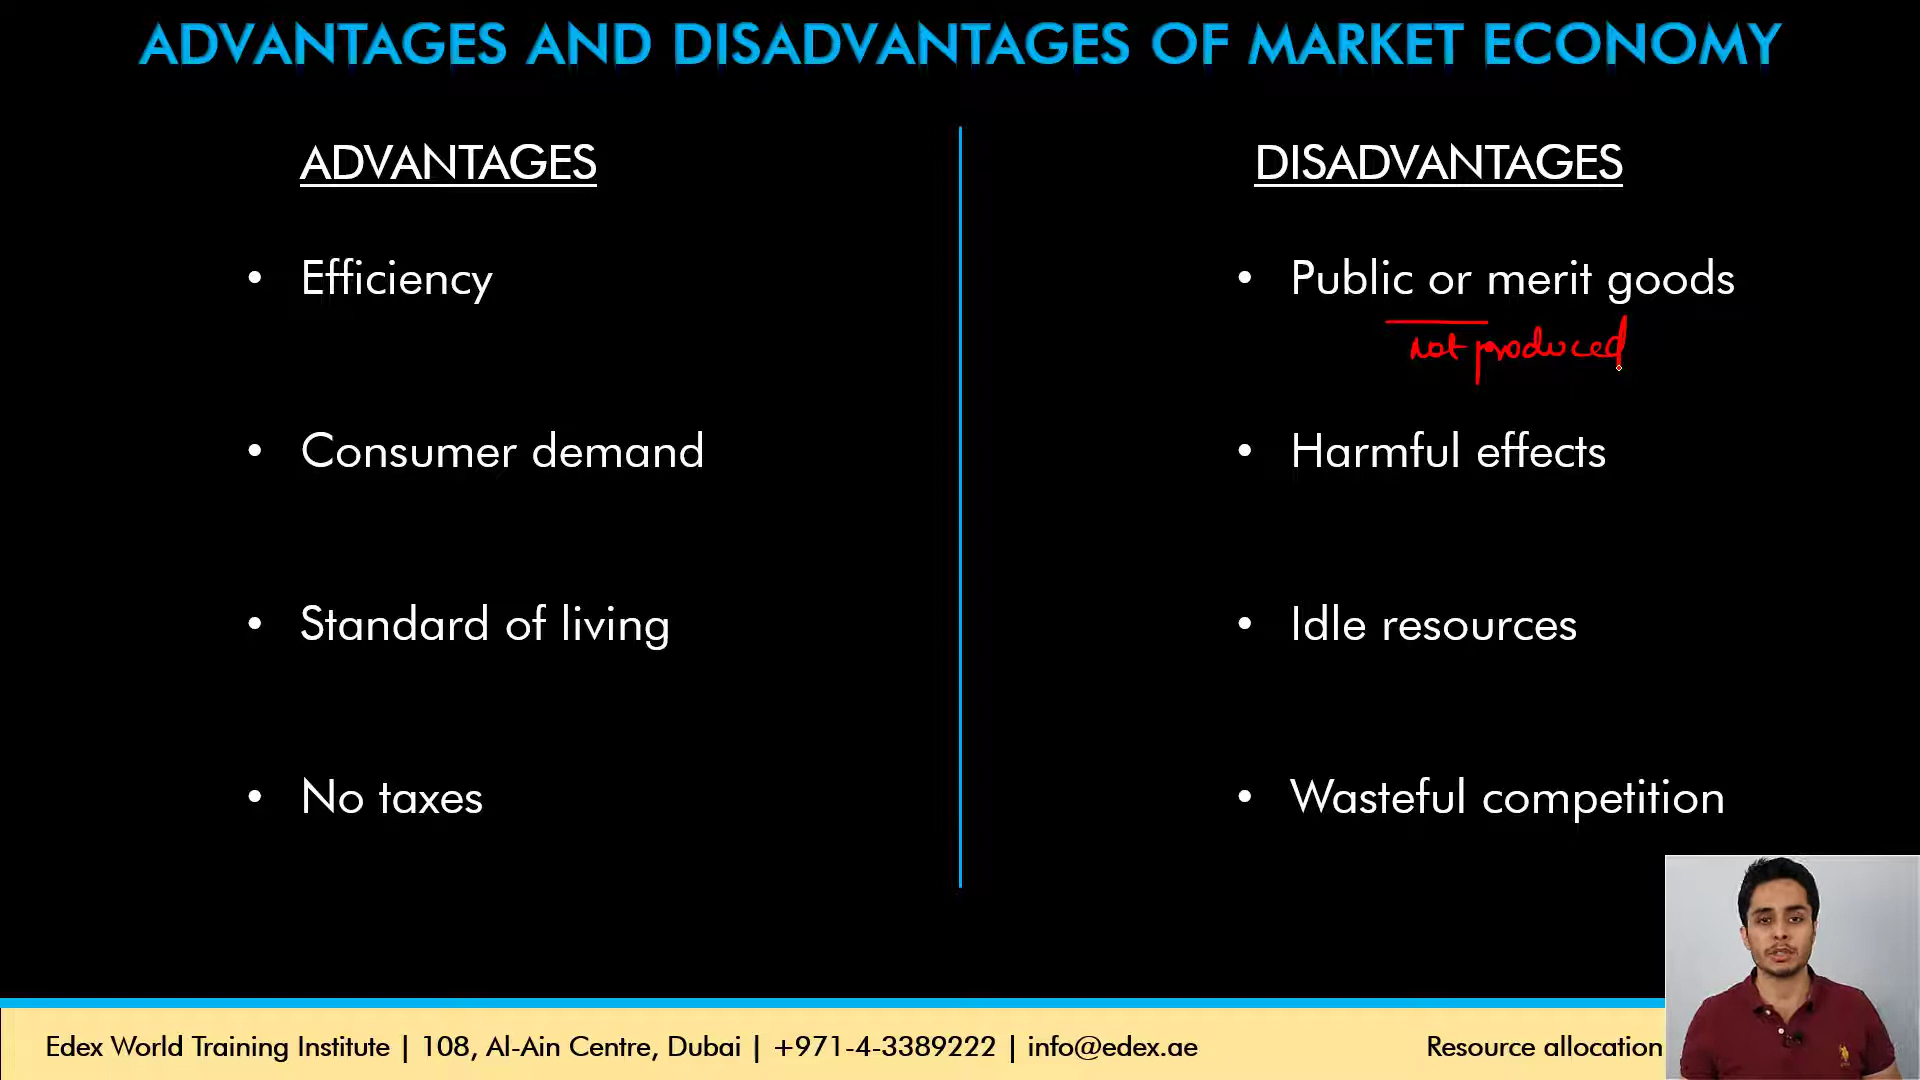 ADVANTAGES AND DISADVANTAGES OF MARKET ECONOMY
ADVANTAGES
• Efficiency
• Consumer demand
• Standard of living
• No taxes
DISADVANTAGES
• Public or merit goods
not produced
• Harmful effects
• Idle resources
• Wasteful competition
Edex World Training Institute | 108, Al-Ain Centre, Dubai | +971-4-3389222 | info@edex.ae
Resource allocation